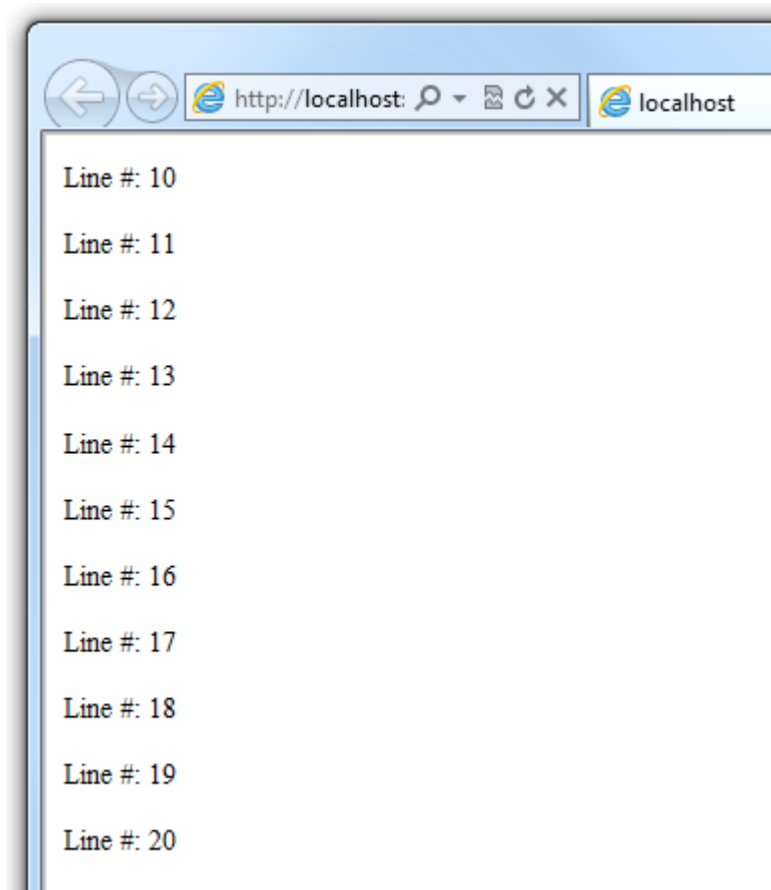 http://localhost: localhost
Line #: 10
Line #: 11
Line #: 12
Line #: 13
Line #: 14
Line #: 15
Line #: 16
Line #: 17
Line #: 18
Line #: 19
Line #: 20